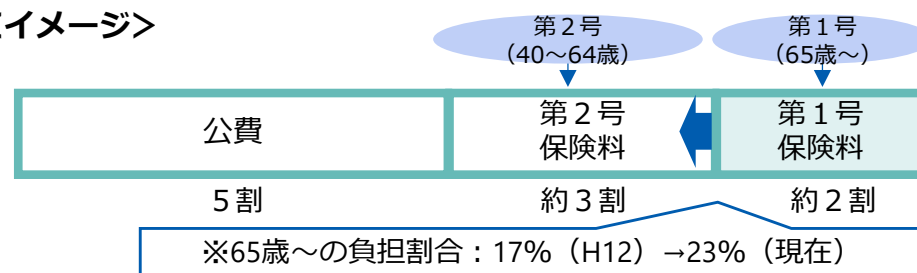 イメージ>
第２号
（40～64歳）
第１号
（65歳～）
公費
第２号
保険料
第１号
保険料
５割
約３割
約２割
※65歳～の負担割合：17%（H12）→23%（現在）